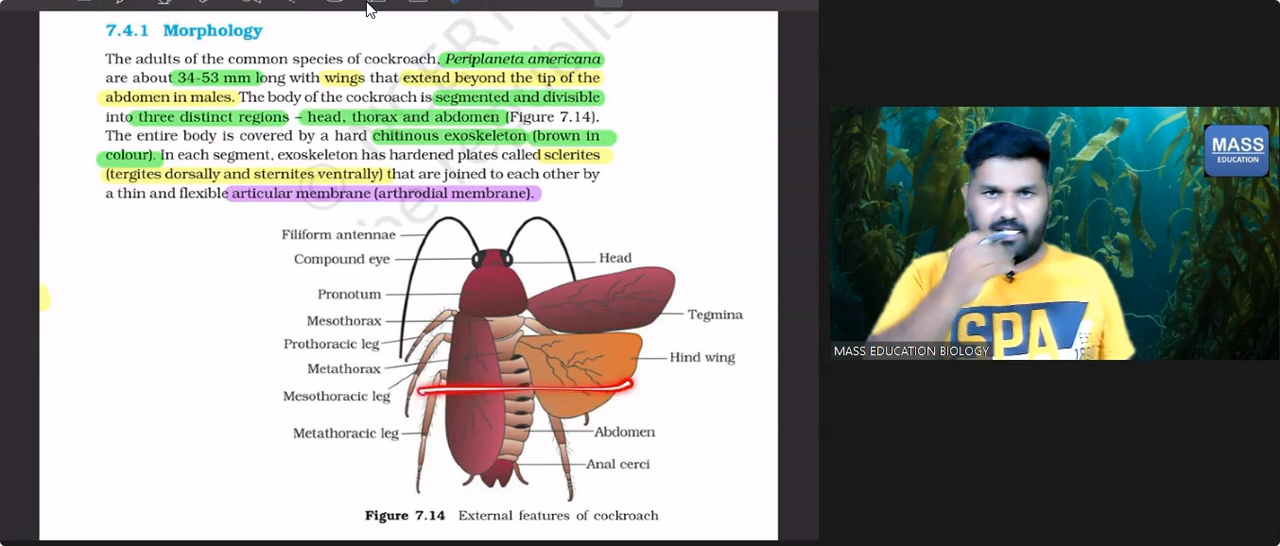 7.4.1 Morphology
The adults of the common species of cockroach, Periplaneta americana
are about 34-53 mm long with wings that extend beyond the tip of the
abdomen in males. The body of the cockroach is segmented and divisible
into three distinct regions – head, thorax and abdomen (Figure 7.14).
The entire body is covered by a hard chitinous exoskeleton (brown in
colour). In each segment, exoskeleton has hardened plates called sclerites
(tergites dorsally and sternites ventrally) that are joined to each other by
a thin and flexible articular membrane (arthrodial membrane).
Filiform antennae
Compound eye
Head
Pronotum
Tegmina
Mesothorax
Prothoracic leg
Hind wing
Metathorax
Mesothoracic leg
Metathoracic leg
Abdomen
Anal cerci
Figure 7.14 External features of cockroach
MASS
EDUCATION
SPA
MASS EDUCATION BIOLOGY